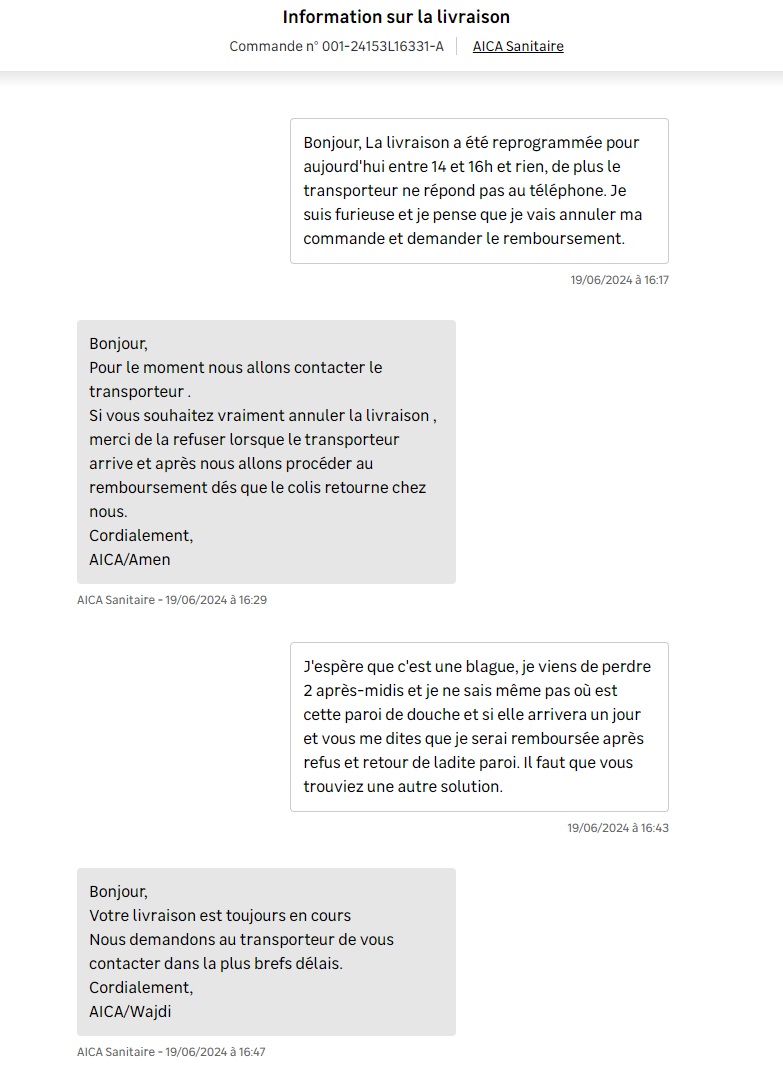 Information sur la livraison
Commande n° 001-24153L16331-A | AICA Sanitaire
Bonjour, La livraison a été reprogrammée pour
aujourd'hui entre 14 et 16h et rien, de plus le
transporteur ne répond pas au téléphone. Je
suis furieuse et je pense que je vais annuler ma
commande et demander le remboursement.
19/06/2024 à 16:17
Bonjour,
Pour le moment nous allons contacter le
transporteur .
Si vous souhaitez vraiment annuler la livraison ,
merci de la refuser lorsque le transporteur
arrive et après nous allons procéder au
remboursement dés que le colis retourne chez
nous.
Cordialement,
AICA/Amen
AICA Sanitaire - 19/06/2024 à 16:29
J'espère que c'est une blague, je viens de perdre
2 après-midis et je ne sais même pas où est
cette paroi de douche et si elle arrivera un jour
et vous me dites que je serai remboursée après
refus et retour de ladite paroi. Il faut que vous
trouviez une autre solution.
19/06/2024 à 16:43
Bonjour,
Votre livraison est toujours en cours
Nous demandons au transporteur de vous
contacter dans la plus brefs délais.
Cordialement,
AICA/Wajdi
AICA Sanitaire - 19/06/2024 à 16:47